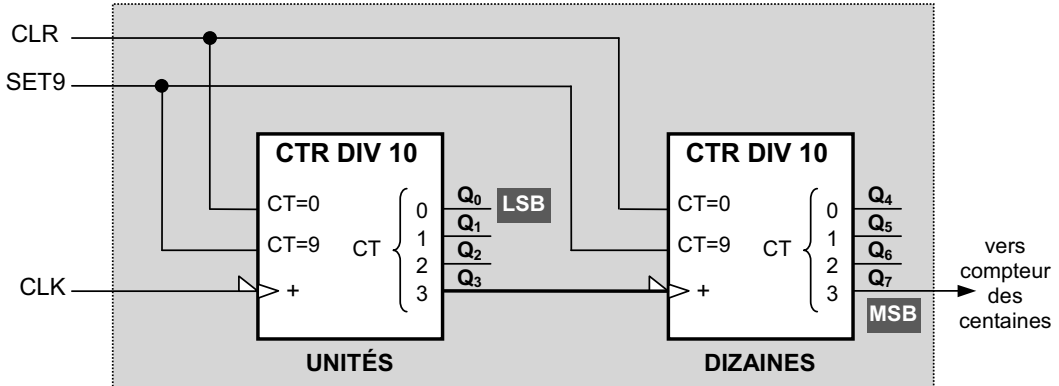 CLR
SET9
CLK
CTR DIV 10
CT=0
CT=9
+
CT
0
1
2
3
Q₀
Q₁
Q₂
Q₃
LSB
UNITÉS
CTR DIV 10
CT=0
CT=9
+
CT
0
1
2
3
Q₄
Q₅
Q₆
Q₇
MSB
DIZAINES
vers
compteur
des
centaines